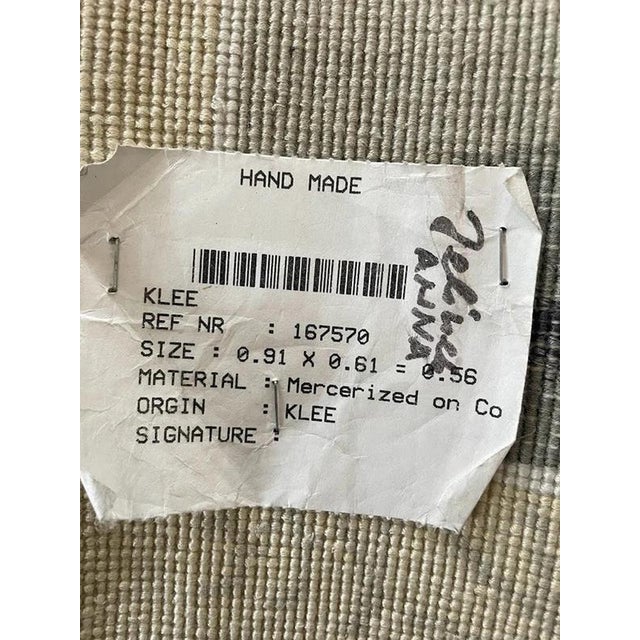 HAND MADE
KLEE
REF NR : 167570
SIZE : 0.91 X 0.61 = 0.56
MATERIAL : Mercerized on Co
ORGIN : KLEE
SIGNATURE :
ANNA